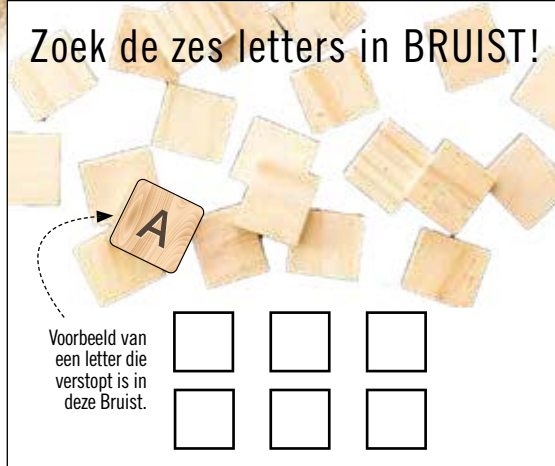 Zoek de zes letters in BRUIST!
A
Voorbeeld van
een letter die
verstopt is in
deze Bruist.